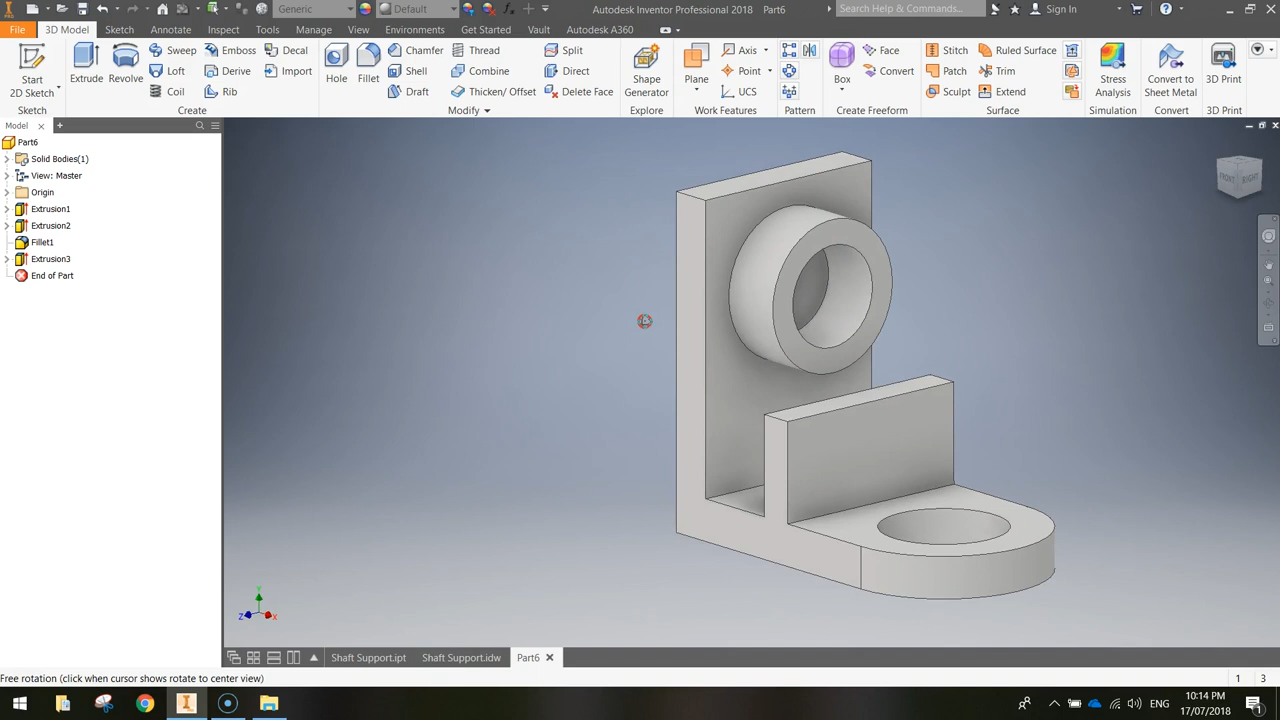 Generic
Default
Autodesk Inventor Professional 2018   Part6
Search Help & Commands...
Sign In
File
3D Model
Sketch
Annotate
Inspect
Tools
Manage
View
Environments
Get Started
Vault
Autodesk A360
Start
2D Sketch
Sketch
Extrude
Revolve
Sweep
Loft
Coil
Emboss
Derive
Rib
Decal
Import
Create
Hole
Fillet
Chamfer
Shell
Draft
Thread
Combine
Thicken/ Offset
Split
Direct
Delete Face
Modify
Shape
Generator
Explore
Plane
Axis
Point
UCS
Work Features
Pattern
Box
Face
Convert
Create Freeform
Stitch
Patch
Sculpt
Ruled Surface
Trim
Extend
Surface
Stress
Analysis
Simulation
Convert to
Sheet Metal
Convert
3D Print
3D Print
Model
Part6
Solid Bodies(1)
View: Master
Origin
Extrusion1
Extrusion2
Fillet1
Extrusion3
End of Part
FRONT
RIGHT
Y
Z
X
Shaft Support.ipt
Shaft Support.idw
Part6
Free rotation (click when cursor shows rotate to center view)
1
3
ENG
10:14 PM
17/07/2018